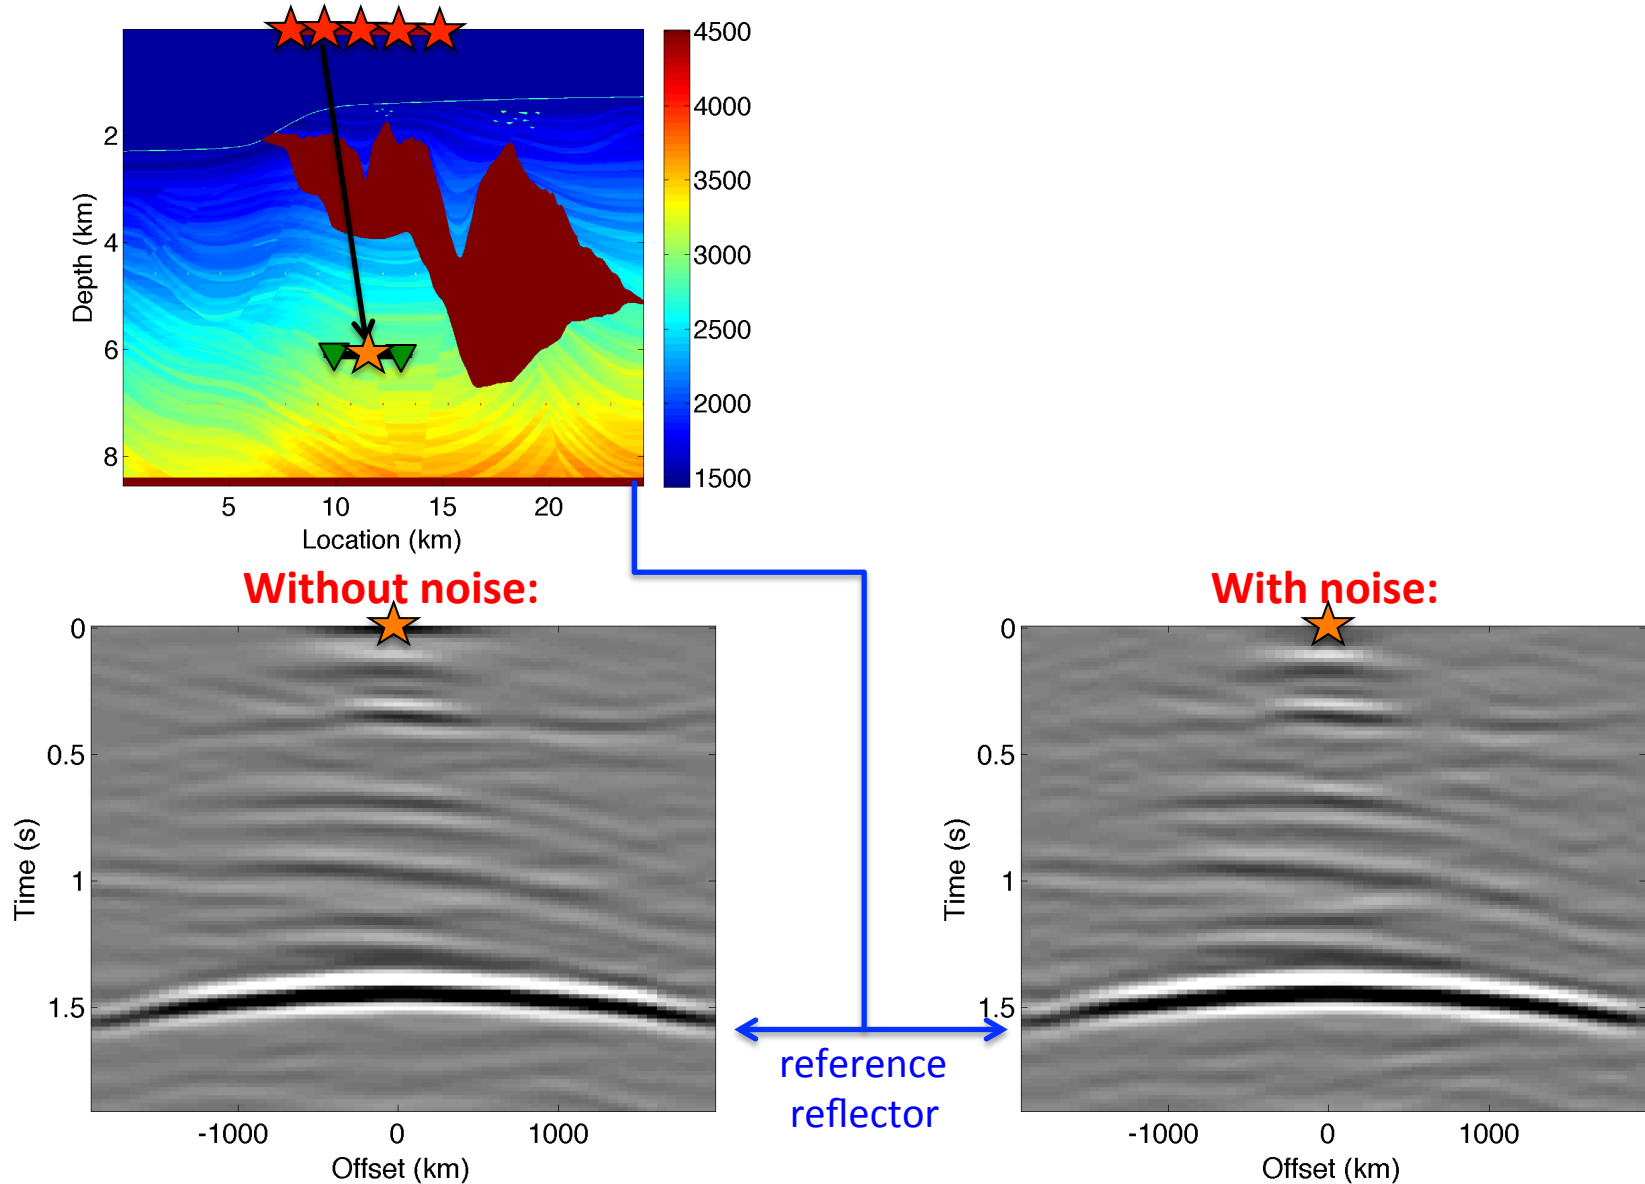 4500
4000
3500
3000
2500
2000
1500
2
4
6
8
Depth (km)
5
10
15
20
Location (km)
Without noise:
With noise:
0
0.5
1
1.5
Time (s)
-1000
0
1000
Offset (km)
reference
reflector
0
0.5
1
1.5
Time (s)
-1000
0
1000
Offset (km)